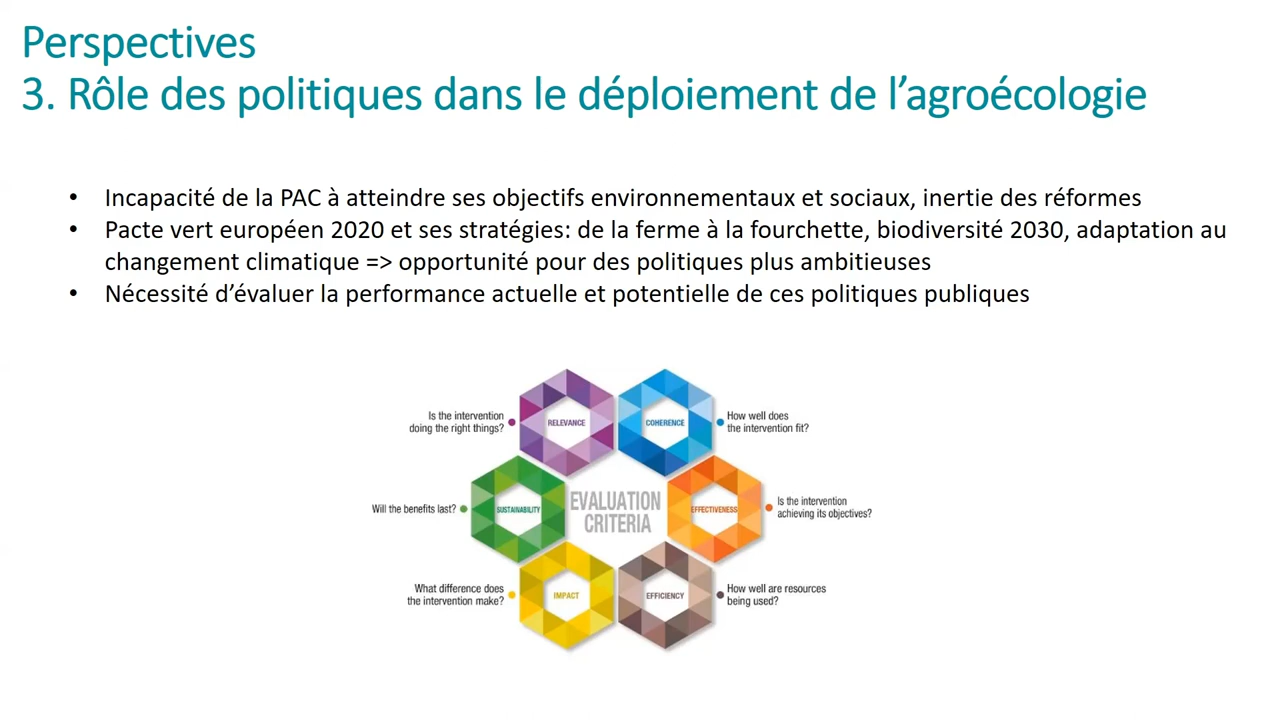 Perspectives
3. Rôle des politiques dans le déploiement de l’agroécologie
• Incapacité de la PAC à atteindre ses objectifs environnementaux et sociaux, inertie des réformes
• Pacte vert européen 2020 et ses stratégies: de la ferme à la fourchette, biodiversité 2030, adaptation au
changement climatique => opportunité pour des politiques plus ambitieuses
• Nécessité d’évaluer la performance actuelle et potentielle de ces politiques publiques
Is the intervention
doing the right things?
RELEVANCE
COHERENCE
How well does
the intervention fit?
Will the benefits last?
SUSTAINABILITY
EVALUATION
CRITERIA
EFFECTIVENESS
Is the intervention
achieving its objectives?
What difference does
the intervention make?
IMPACT
EFFICIENCY
How well are resources
being used?